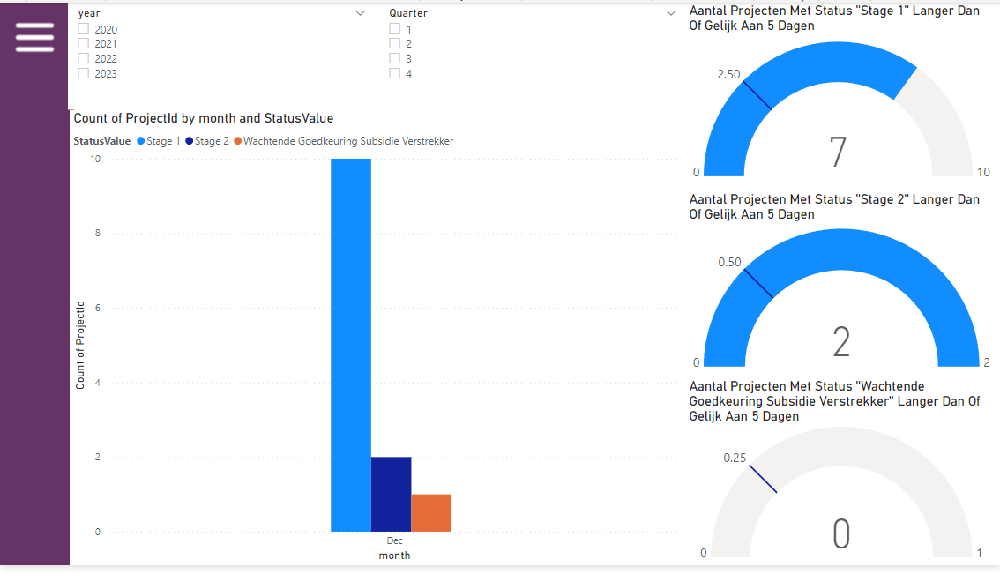 year
2020
2021
2022
2023
Quarter
1
2
3
4
Count of ProjectId by month and StatusValue
StatusValue Stage 1 Stage 2 Wachtende Goedkeuring Subsidie Verstrekker
10
8
6
4
2
0
Count of ProjectId
Dec
month
Aantal Projecten Met Status "Stage 1" Langer Dan
Of Gelijk Aan 5 Dagen
2.50
7
0
10
Aantal Projecten Met Status "Stage 2" Langer Dan
Of Gelijk Aan 5 Dagen
0.50
2
0
2
Aantal Projecten Met Status "Wachtende
Goedkeuring Subsidie Verstrekker" Langer Dan Of
Gelijk Aan 5 Dagen
0.25
0
0
1